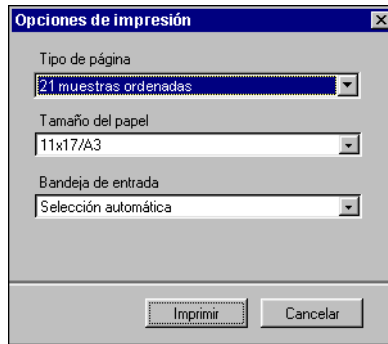 Opciones de impresión
Tipo de página
21 muestras ordenadas
Tamaño del papel
11x17/A3
Bandeja de entrada
Selección automática
Imprimir Cancelar